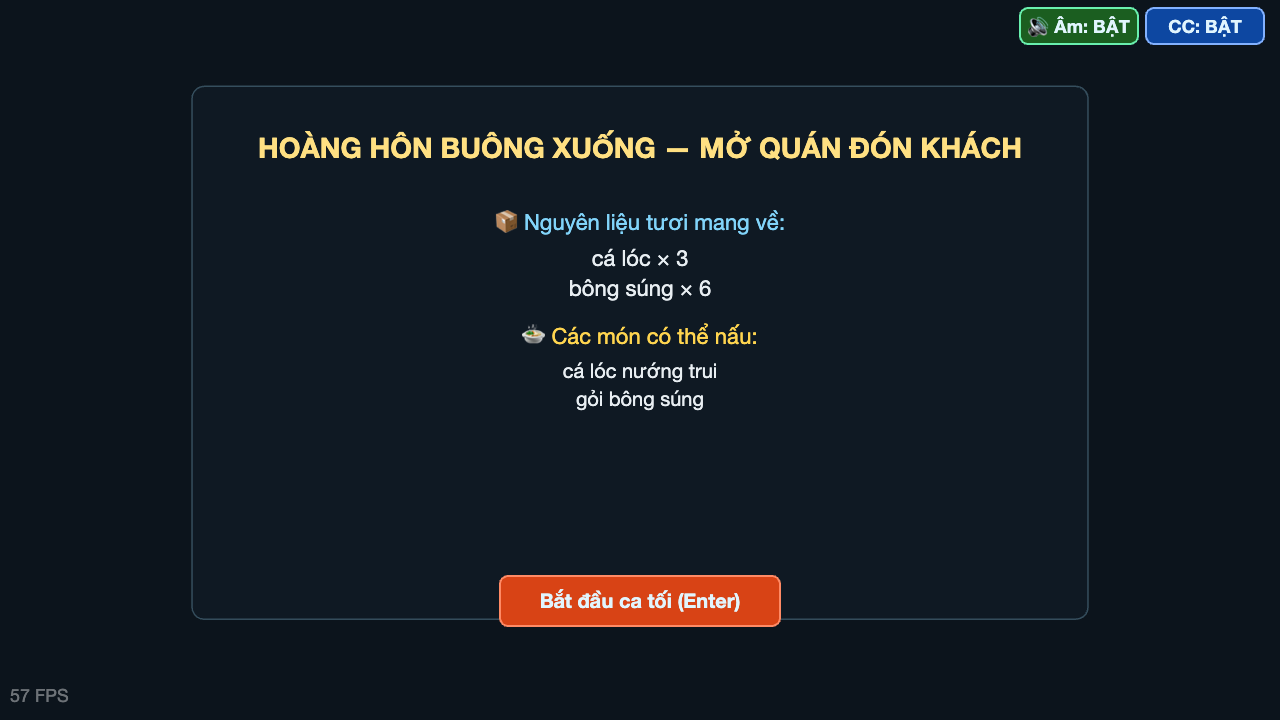 🔊 Âm: BẬT
CC: BẬT
HOÀNG HÔN BUÔNG XUỐNG — MỞ QUÁN ĐÓN KHÁCH
📦 Nguyên liệu tươi mang về:
cá lóc × 3
bông súng × 6
🍲 Các món có thể nấu:
cá lóc nướng trui
gỏi bông súng
Bắt đầu ca tối (Enter)
57 FPS